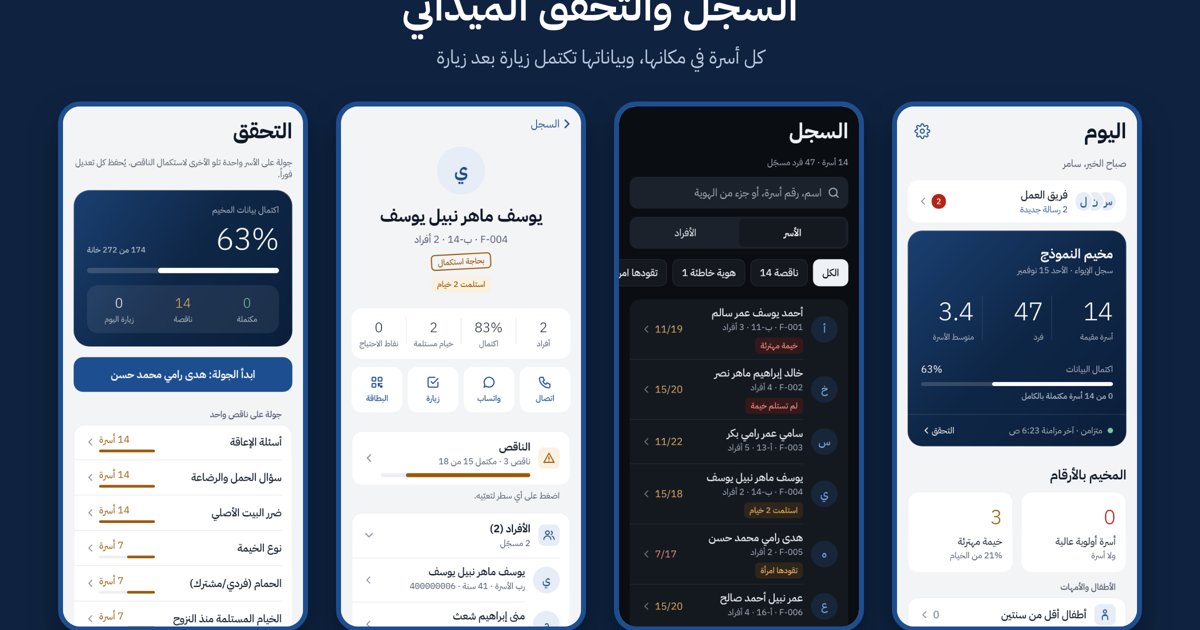 السجل والتحقق الميداني
كل أسرة في مكانها، وبياناتها تكتمل زيارة بعد زيارة
اليوم
صباح الخير، سامر
فريق العمل
2 رسالة جديدة
س ن ل
2
مخيم النموذج
سجل الإيواء · الأحد 15 نوفمبر
14
أسرة مقيمة
47
فرد
3.4
متوسط الأسرة
اكتمال البيانات
63%
0 من 14 أسرة مكتملة بالكامل
متزامن · آخر مزامنة 6:23 ص
التحقق
المخيم بالأرقام
0
أسرة أولوية عالية
ولا أسرة
3
خيمة مهترئة
21% من الخيام
الأطفال والأمهات
أطفال أقل من سنتين
0
السجل
14 أسرة · 47 فرد مسجّل
اسم، رقم أسرة، أو جزء من الهوية
الأسر
الأفراد
الكل
ناقصة 14
هوية خاطئة 1
تقودها امر
أ
أحمد يوسف عمر سالم
F-001 · ب-11 · 3 أفراد
خيمة مهترئة
11/19
خ
خالد إبراهيم ماهر نصر
F-002 · 4 أفراد
لم تستلم خيمة
15/20
س
سامي عمر رامي بكر
F-003 · أ-13 · 5 أفراد
11/22
ي
يوسف ماهر نبيل يوسف
F-004 · ب-14 · 2 أفراد
استلمت 2 خيام
15/18
ه
هدى رامي محمد حسن
F-005 · 2 أفراد
تقودها امرأة
7/17
ع
عمر نبيل أحمد صالح
F-006 · أ-16 · 4 أفراد
15/20
السجل
ي
يوسف ماهر نبيل يوسف
F-004 · ب-14 · 2 أفراد
بحاجة استكمال
استلمت 2 خيام
2
أفراد
83%
اكتمال
2
خيام مستلمة
0
نقاط الاحتياج
اتصال
واتساب
زيارة
البطاقة
الناقص
ناقص 3 · مكتمل 15 من 18
اضغط على أي سطر لتعبّيه.
الأفراد (2)
2 مسجّل
ي
يوسف ماهر نبيل يوسف
رب الأسرة · 41 سنة · 400000006
منى إبراهيم شعث
التحقق
جولة على الأسر واحدة تلو الأخرى لاستكمال الناقص. يُحفظ كل تعديل
فوراً.
اكتمال بيانات المخيم
63%
174 من 272 خانة
0
مكتملة
14
ناقصة
0
زيارة اليوم
ابدأ الجولة: هدى رامي محمد حسن
جولة على ناقص واحد
أسئلة الإعاقة
14 أسرة
سؤال الحمل والرضاعة
14 أسرة
ضرر البيت الأصلي
14 أسرة
نوع الخيمة
7 أسرة
الحمام (فردي/مشترك)
7 أسرة
الخيام المستلمة منذ النزوح
7 أسرة